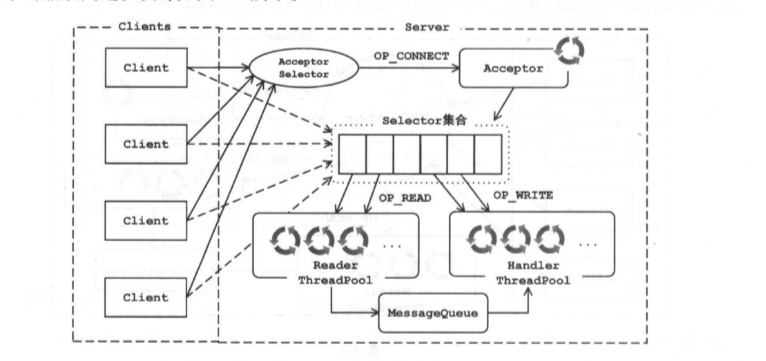 Clients
Server
Client
Client
Client
Client
Acceptor
Selector
OP_CONNECT
Acceptor
Selector集合
OP_READ
OP_WRITE
...
Reader
ThreadPool
...
Handler
ThreadPool
MessageQueue